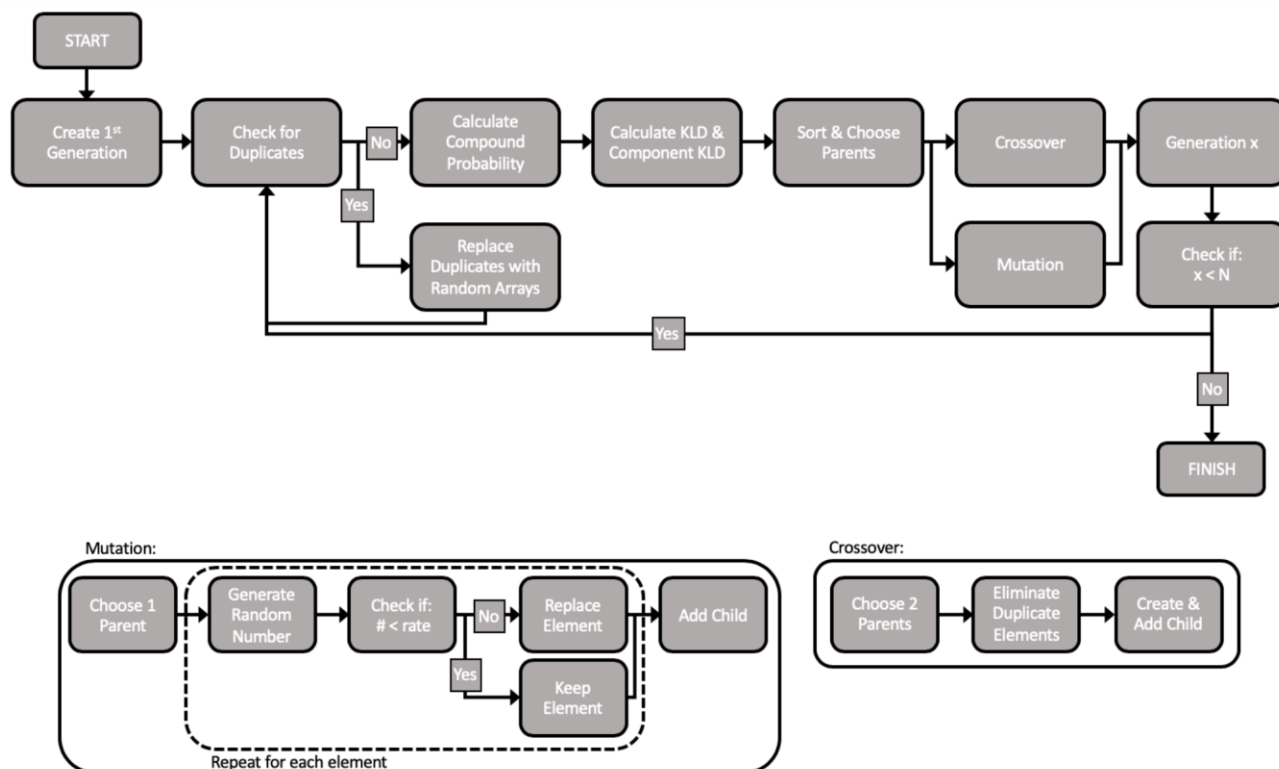 START
Create 1st
Generation
Check for
Duplicates
No
Calculate
Compound
Probability
Calculate KLD &
Component KLD
Sort & Choose
Parents
Crossover
Generation x
Yes
Replace
Duplicates with
Random Arrays
Mutation
Check if:
x < N
Yes
No
FINISH
Mutation:
Choose 1
Parent
Generate
Random
Number
Check if:
# < rate
No
Replace
Element
Add Child
Yes
Keep
Element
Repeat for each element
Crossover:
Choose 2
Parents
Eliminate
Duplicate
Elements
Create &
Add Child